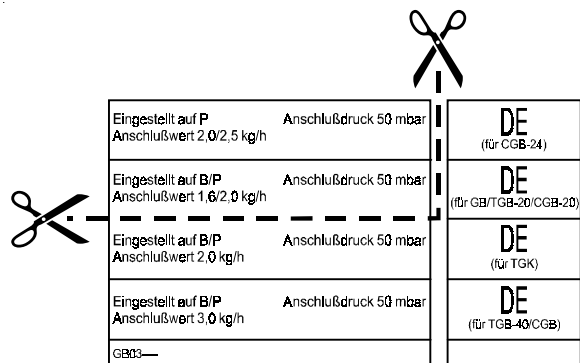 Eingestellt auf P Anschlußdruck 50 mbar
Anschlußwert 2,0/2,5 kg/h
DE
(für CGB-24)
Eingestellt auf B/P Anschlußdruck 50 mbar
Anschlußwert 1,6/2,0 kg/h
DE
(für GB/TGB-20/CGB-20)
Eingestellt auf B/P Anschlußdruck 50 mbar
Anschlußwert 2,0 kg/h
DE
(für TGK)
Eingestellt auf B/P Anschlußdruck 50 mbar
Anschlußwert 3,0 kg/h
DE
(für TGB-40/CGB)
GB03—